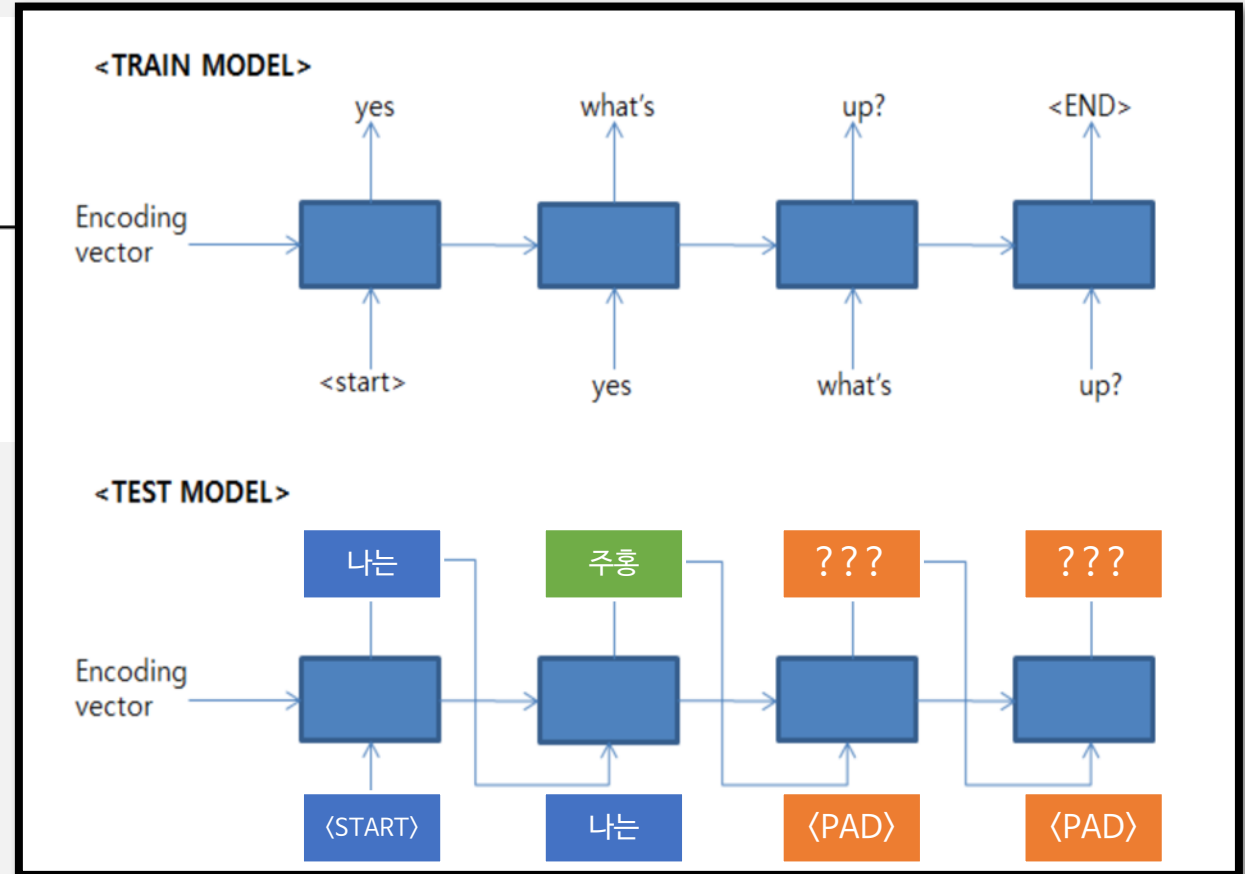 <TRAIN MODEL>
yes what's up? <END>
Encoding
vector
<start> yes what's up?
<TEST MODEL>
나는 주홍 ??? ???
Encoding
vector
〈START〉 나는 〈PAD〉 〈PAD〉